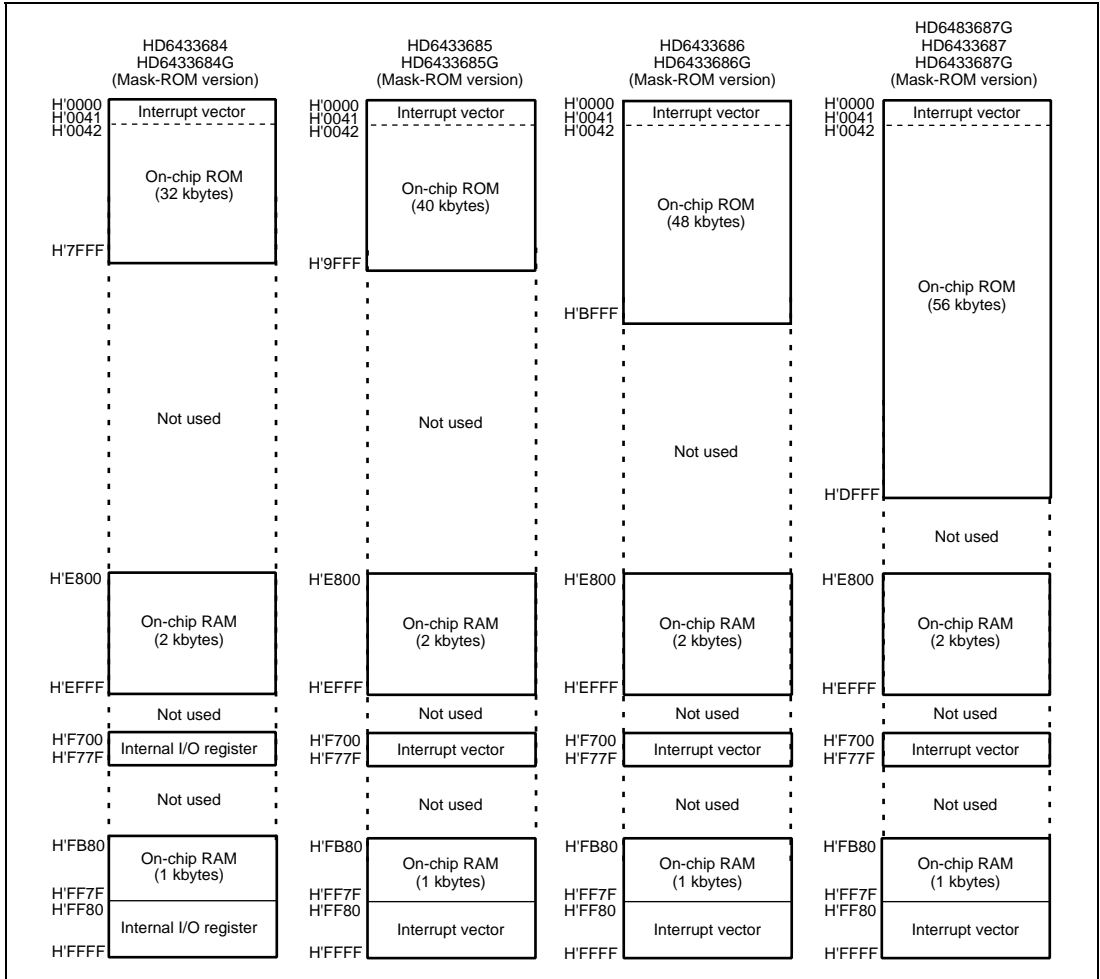 HD6433684
HD6433684G
(Mask-ROM version)
H'0000
H'0041
H'0042
Interrupt vector
On-chip ROM
(32 kbytes)
H'7FFF
Not used
H'E800
On-chip RAM
(2 kbytes)
H'EFFF
Not used
H'F700
H'F77F
Internal I/O register
Not used
H'FB80
On-chip RAM
(1 kbytes)
H'FF7F
H'FF80
Internal I/O register
H'FFFF
HD6433685
HD6433685G
(Mask-ROM version)
H'0000
H'0041
H'0042
Interrupt vector
On-chip ROM
(40 kbytes)
H'9FFF
Not used
H'E800
On-chip RAM
(2 kbytes)
H'EFFF
Not used
H'F700
H'F77F
Interrupt vector
Not used
H'FB80
On-chip RAM
(1 kbytes)
H'FF7F
H'FF80
Interrupt vector
H'FFFF
HD6433686
HD6433686G
(Mask-ROM version)
H'0000
H'0041
H'0042
Interrupt vector
On-chip ROM
(48 kbytes)
H'BFFF
Not used
H'E800
On-chip RAM
(2 kbytes)
H'EFFF
Not used
H'F700
H'F77F
Interrupt vector
Not used
H'FB80
On-chip RAM
(1 kbytes)
H'FF7F
H'FF80
Interrupt vector
H'FFFF
HD6483687G
HD6433687
HD6433687G
(Mask-ROM version)
H'0000
H'0041
H'0042
Interrupt vector
On-chip ROM
(56 kbytes)
H'DFFF
Not used
H'E800
On-chip RAM
(2 kbytes)
H'EFFF
Not used
H'F700
H'F77F
Interrupt vector
Not used
H'FB80
On-chip RAM
(1 kbytes)
H'FF7F
H'FF80
Interrupt vector
H'FFFF